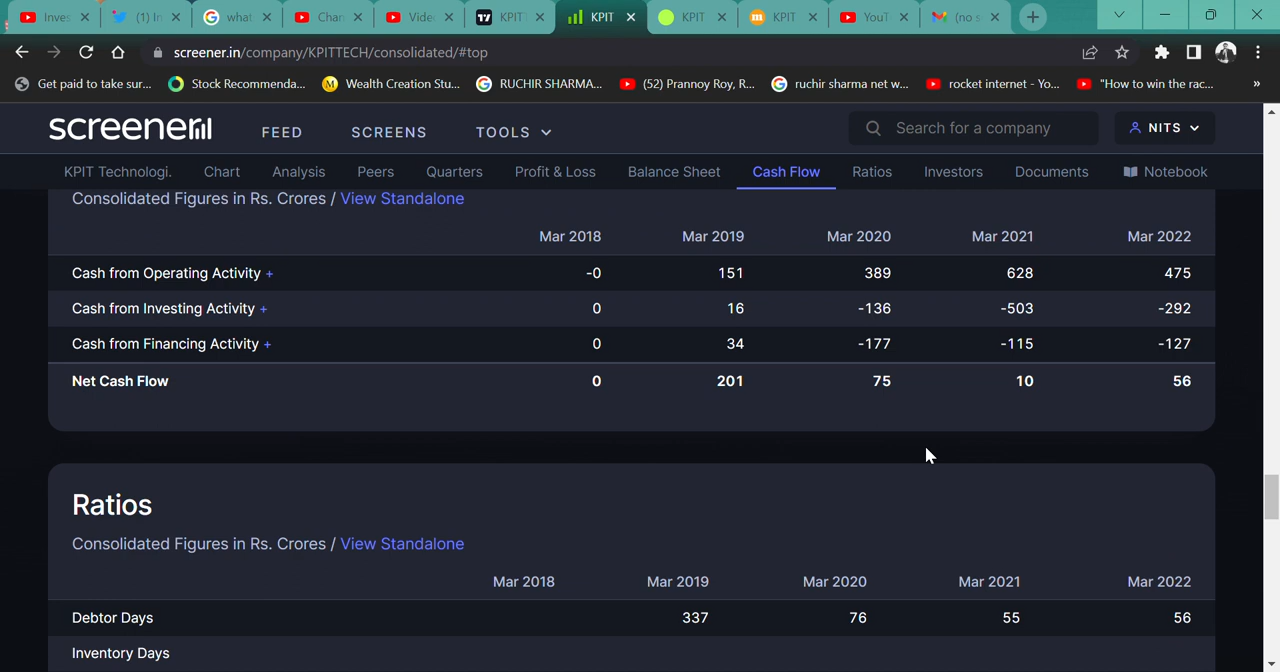 Inves
(1) In
what
Chan
Videc
KPIT
KPIT
KPIT
KPIT
YouT
(no s
screener.in/company/KPITTECH/consolidated/#top
Get paid to take sur...
Stock Recommenda...
Wealth Creation Stu...
RUCHIR SHARMA...
(52) Prannoy Roy, R...
ruchir sharma net w...
rocket internet - Yo...
"How to win the rac...
»
screener
FEED
SCREENS
TOOLS
Search for a company
NITS
KPIT Technologi.
Chart
Analysis
Peers
Quarters
Profit & Loss
Balance Sheet
Cash Flow
Ratios
Investors
Documents
Notebook
Consolidated Figures in Rs. Crores / View Standalone
Mar 2018 Mar 2019 Mar 2020 Mar 2021 Mar 2022
Cash from Operating Activity + -0 151 389 628 475
Cash from Investing Activity + 0 16 -136 -503 -292
Cash from Financing Activity + 0 34 -177 -115 -127
Net Cash Flow 0 201 75 10 56
Ratios
Consolidated Figures in Rs. Crores / View Standalone
Mar 2018 Mar 2019 Mar 2020 Mar 2021 Mar 2022
Debtor Days 337 76 55 56
Inventory Days